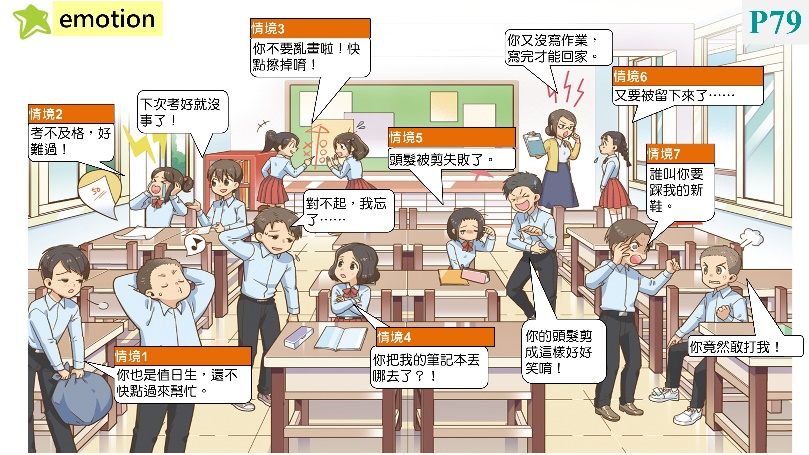 emotion
P79
情境3
你不要亂畫啦！快
點擦掉唷！
你又沒寫作業，
寫完才能回家。
情境6
又要被留下來了⋯⋯
情境2
考不及格，好
難過！
下次考好就沒
事了！
情境5
頭髮被剪失敗了。
情境7
誰叫你要
踩我的新
鞋。
50
對不起，我忘
了⋯⋯
情境1
你也是值日生，還不
快點過來幫忙。
情境4
你把我的筆記本丟
哪去了？！
你的頭髮剪
成這樣好好
笑唷！
你竟然敢打我！